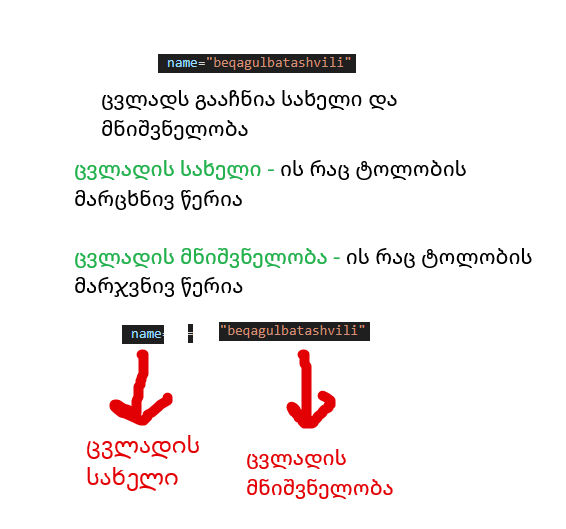 name="beqagulbatashvili"
ცვლადს გააჩნია სახელი და
მნიშვნელობა
ცვლადის სახელი - ის რაც ტოლობის
მარცხნივ წერია
ცვლადის მნიშვნელობა - ის რაც ტოლობის
მარჯვნივ წერია
name= = "beqagulbatashvili"
ცვლადის
სახელი
ცვლადის
მნიშვნელობა